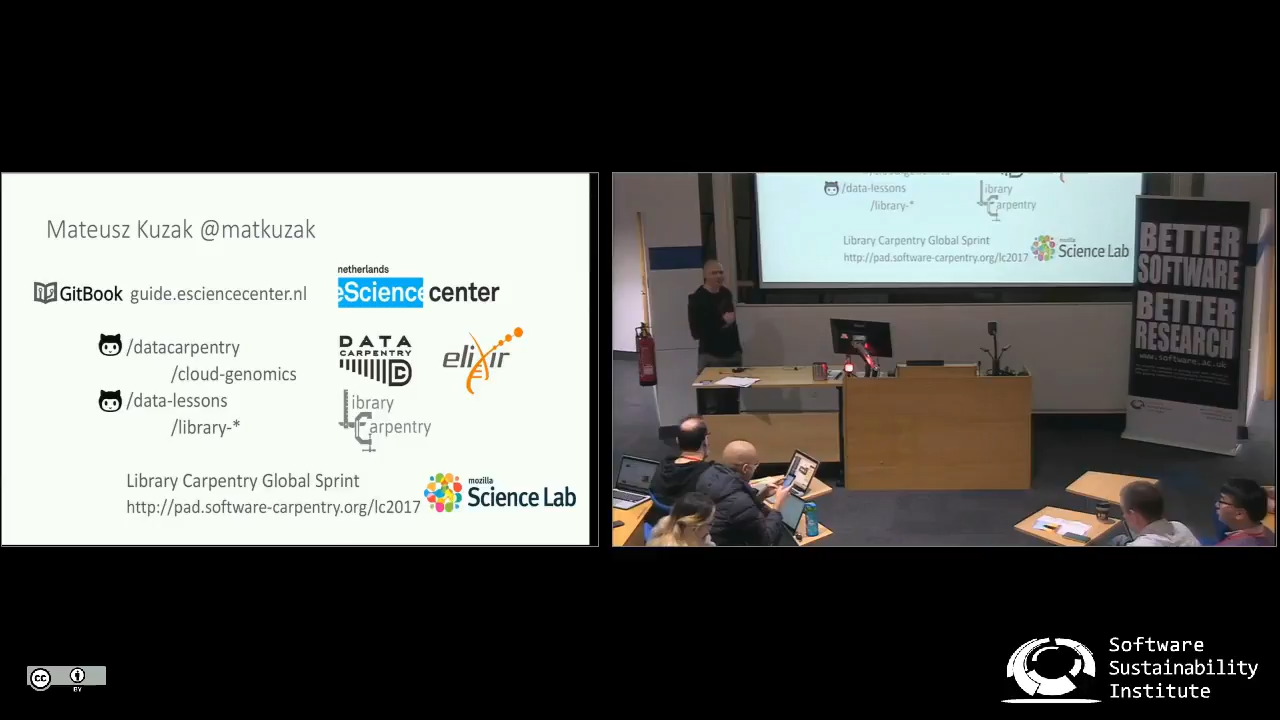 Mateusz Kuzak @matkuzak
GitBook guide.esciencecenter.nl
netherlands
eScience center
/datacarpentry
/cloud-genomics
DATA
CARPENTRY
elixir
/data-lessons
/library-*
Library
Carpentry
Library Carpentry Global Sprint
http://pad.software-carpentry.org/lc2017
mozilla
Science Lab
/data-lessons
/library-*
Library
Carpentry
Library Carpentry Global Sprint
http://pad.software-carpentry.org/lc2017
mozilla
Science Lab
BETTER
SOFTWARE
BETTER
RESEARCH
www.software.ac.uk
cc
BY
Software
Sustainability
Institute